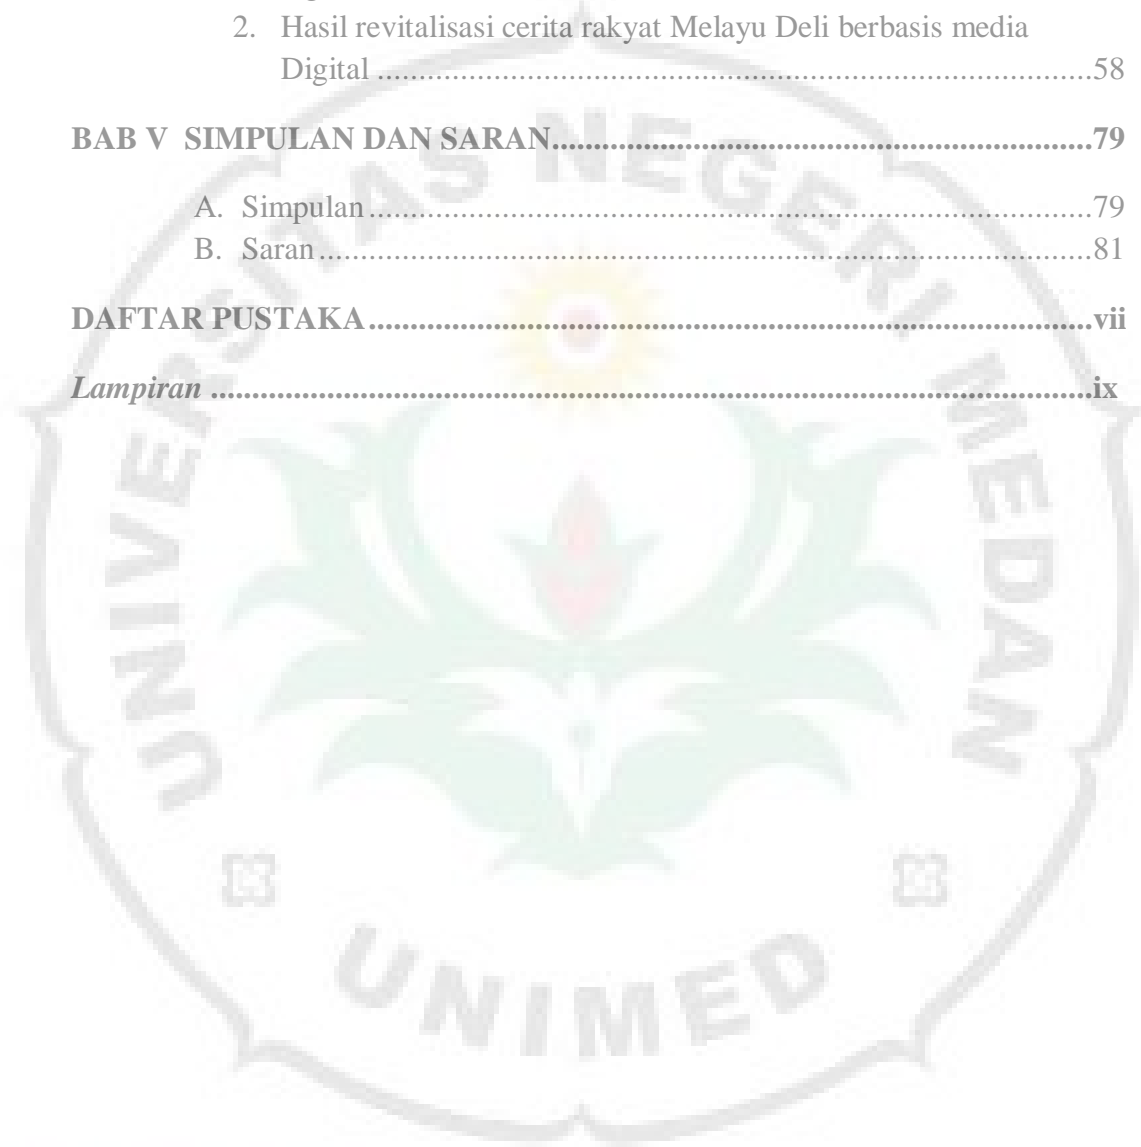 2. Hasil revitalisasi cerita rakyat Melayu Deli berbasis media
Digital ..........................................................................................58
BAB V SIMPULAN DAN SARAN.................................................................79
A. Simpulan ..........................................................................................79
B. Saran ................................................................................................81
DAFTAR PUSTAKA ........................................................................................vii
Lampiran ..........................................................................................................ix
UNIVERSITAS NEGERI MEDAN
UNIMED